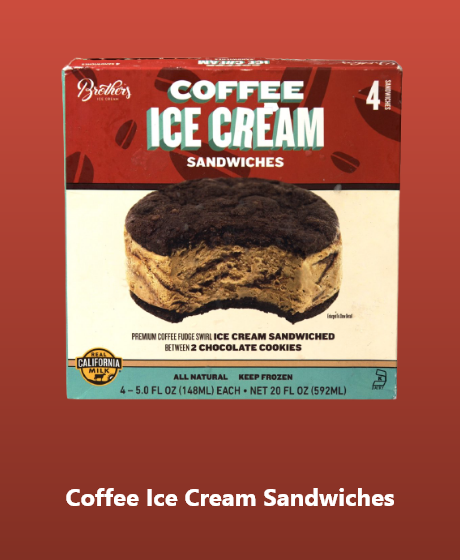 ICE CREAM
Brothers
ICE CREAM
COFFEE
ICE CREAM
SANDWICHES
4
SANDWICHES
PREMIUM COFFEE FUDGE SWIRL ICE CREAM SANDWICHED
BETWEEN 2 CHOCOLATE COOKIES
REAL
CALIFORNIA
MILK
ALL NATURAL KEEP FROZEN
4 – 5.0 FL OZ (148ML) EACH • NET 20 FL OZ (592ML)
Coffee Ice Cream Sandwiches